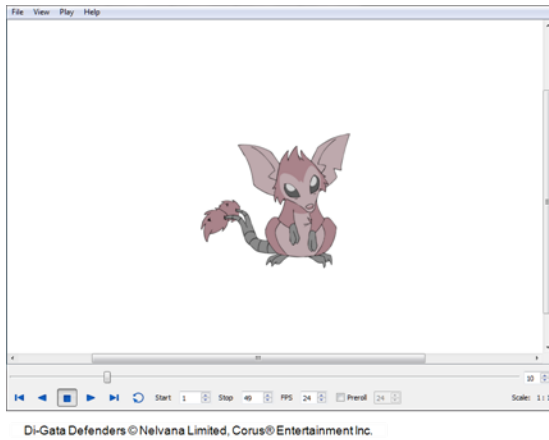 File View Play Help
10
Start 1 Stop 49 FPS 24 Preroll 24 Scale: 1:1
Di-Gata Defenders © Nelvana Limited, Corus® Entertainment Inc.